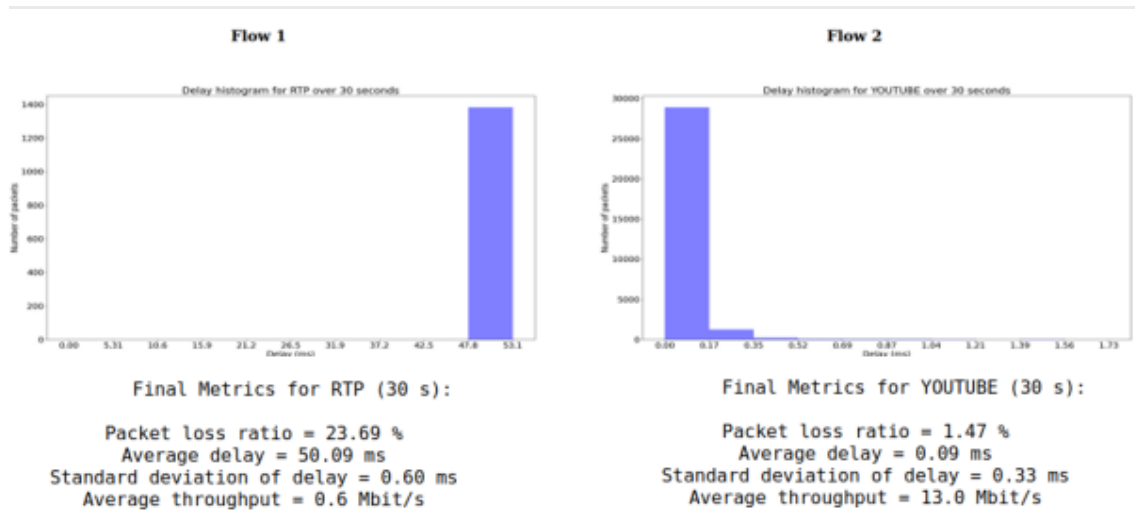 Flow 1
Flow 2
Delay histogram for RTP over 30 seconds
1400
1200
1000
800
600
400
200
0
Number of packets
0.00 5.31 10.6 15.9 21.2 26.5 31.9 37.2 42.5 47.8 53.1
Delay (ms)
Final Metrics for RTP (30 s):
Packet loss ratio = 23.69 %
Average delay = 50.09 ms
Standard deviation of delay = 0.60 ms
Average throughput = 0.6 Mbit/s
Delay histogram for YOUTUBE over 30 seconds
30000
25000
20000
15000
10000
5000
0
Number of packets
0.00 0.17 0.35 0.52 0.69 0.87 1.04 1.21 1.39 1.56 1.73
Delay (ms)
Final Metrics for YOUTUBE (30 s):
Packet loss ratio = 1.47 %
Average delay = 0.09 ms
Standard deviation of delay = 0.33 ms
Average throughput = 13.0 Mbit/s